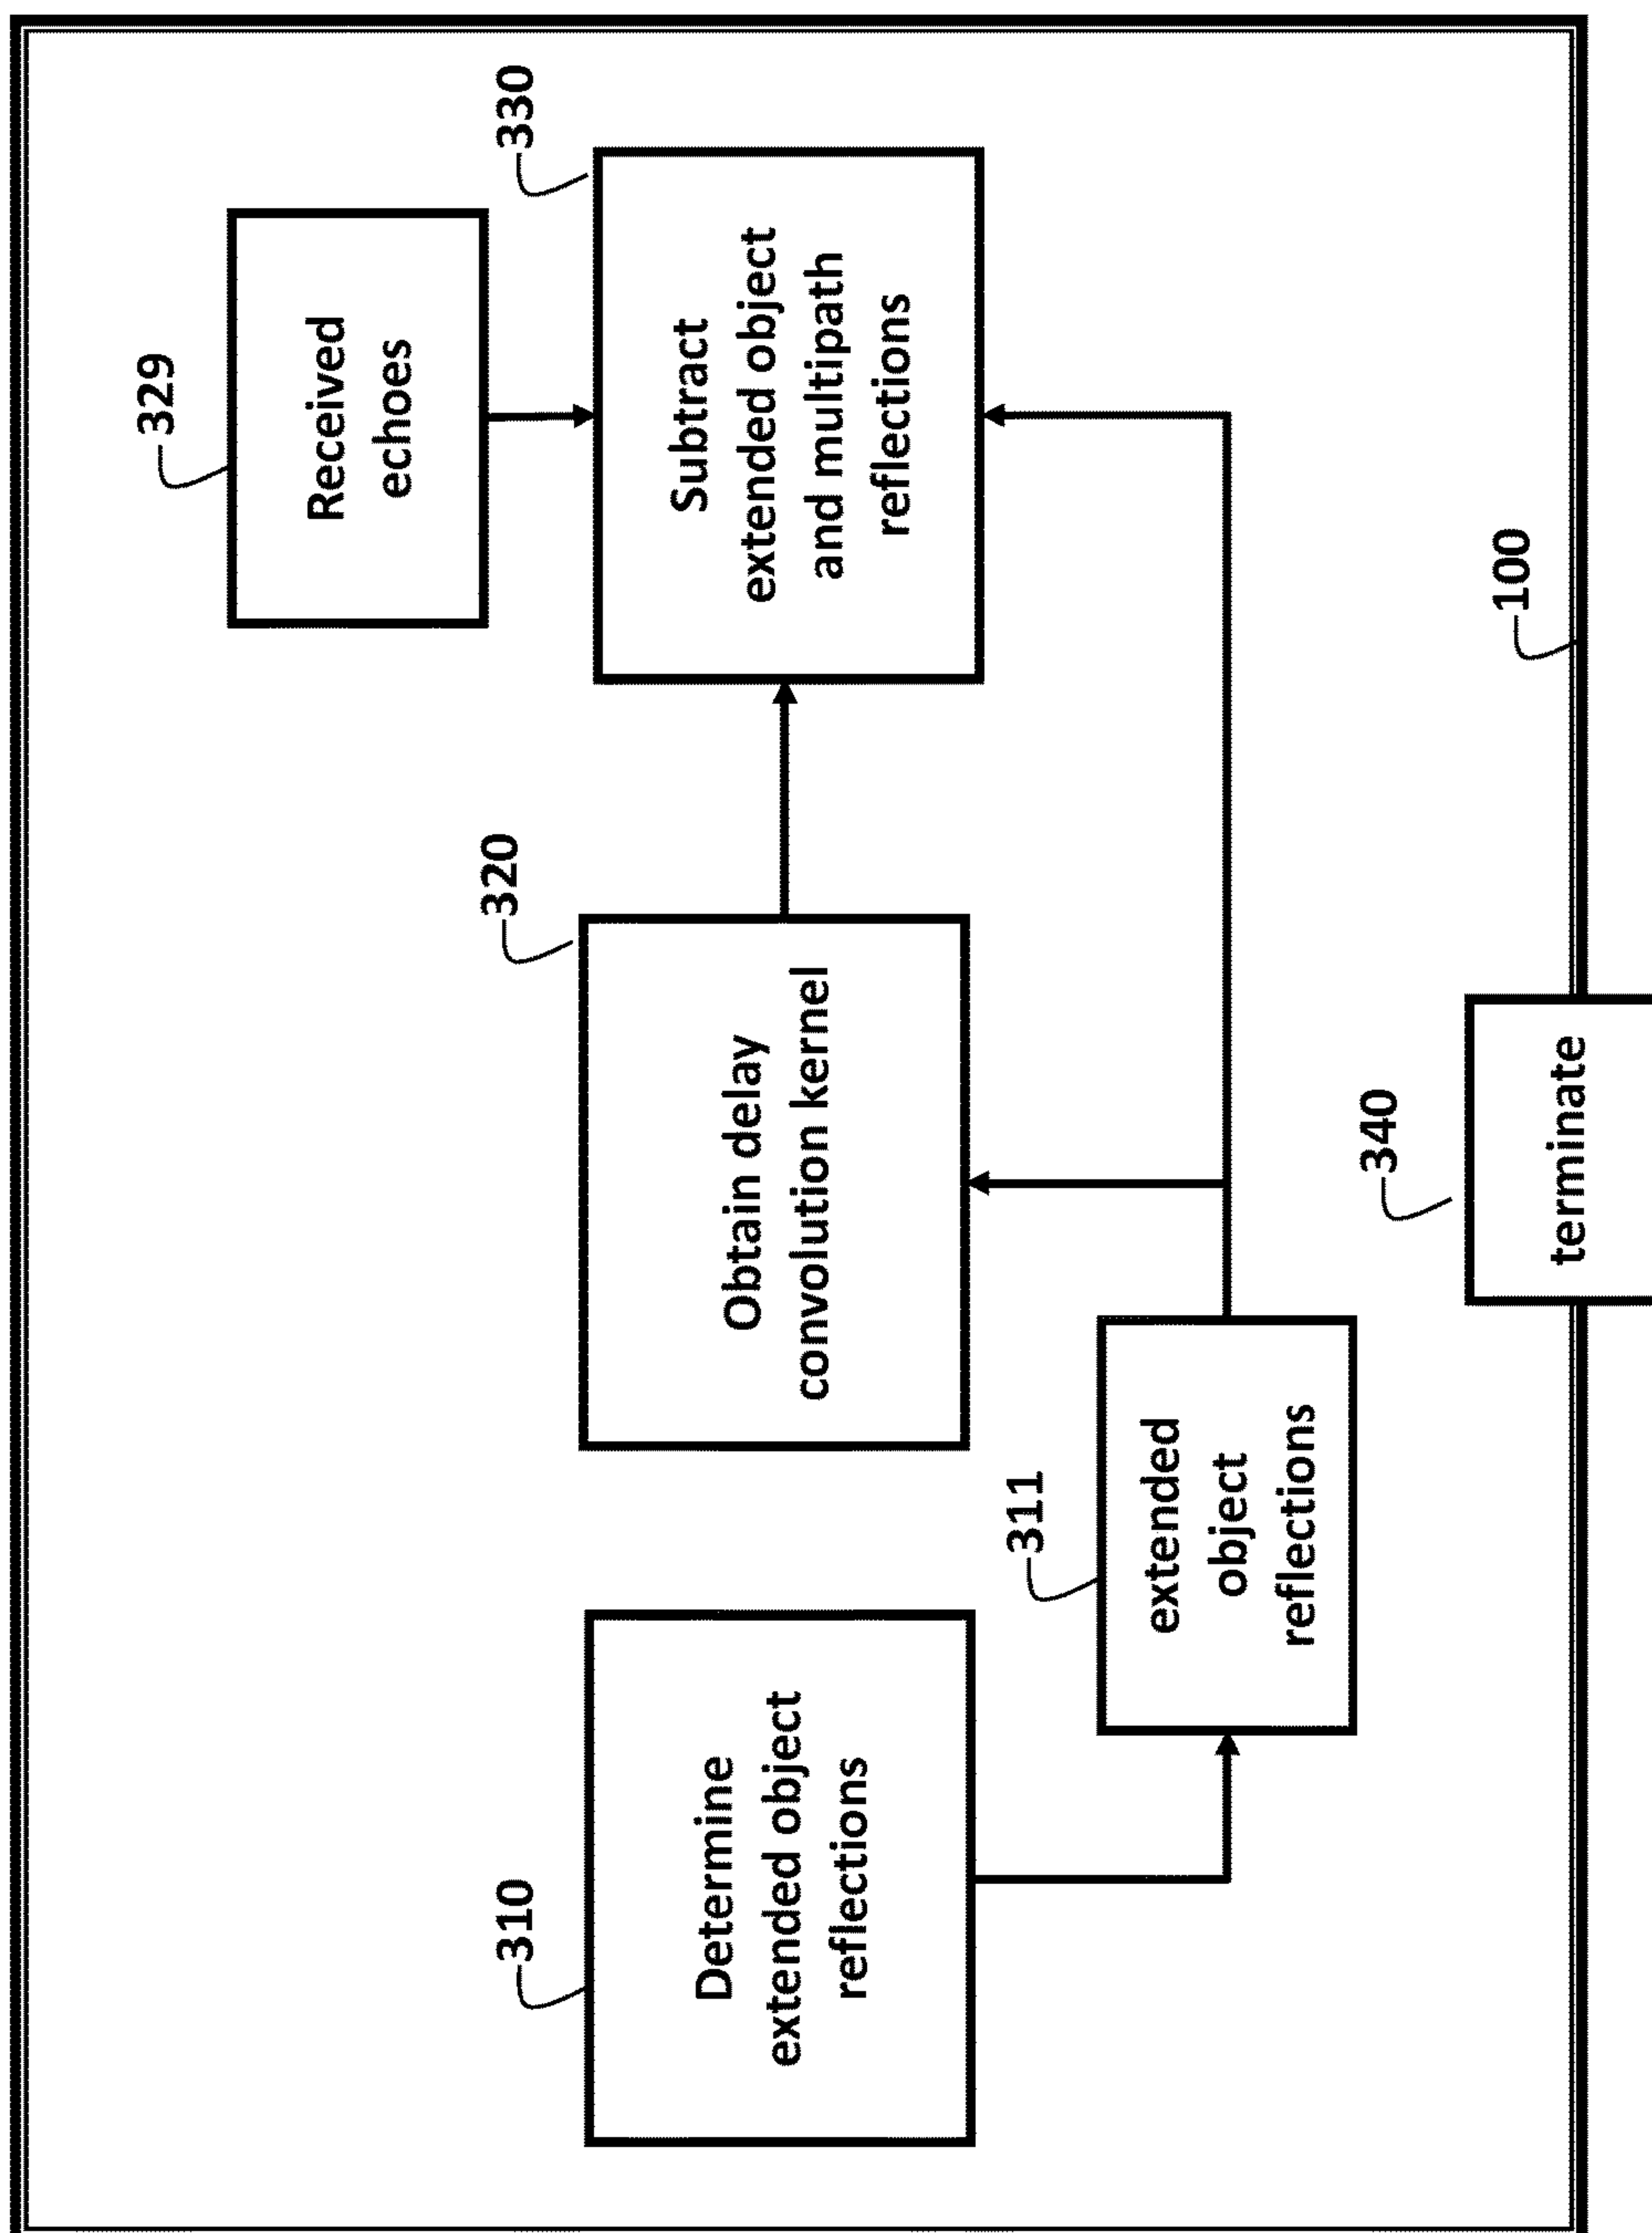 310
Determine
extended object
reflections
311
extended
object
reflections
320
Obtain delay
convolution kernel
329
Received
echoes
330
Subtract
extended object
and multipath
reflections
340
terminate
100